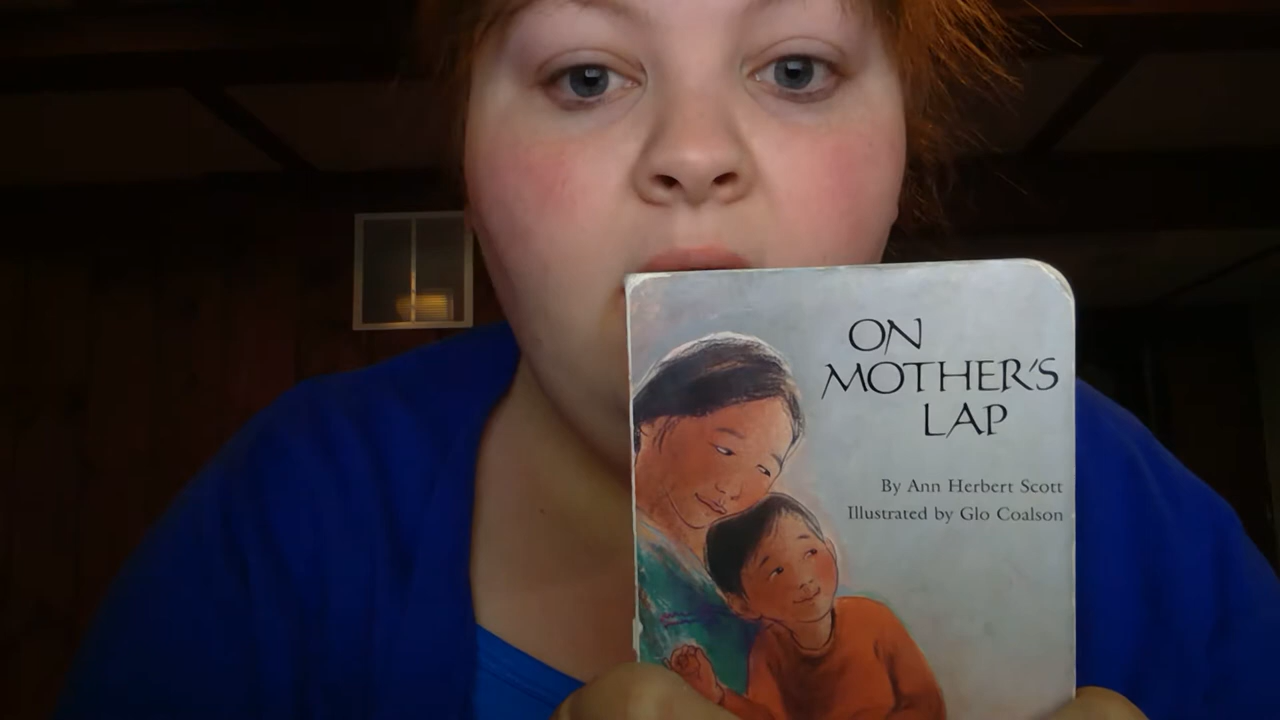 ON
MOTHER'S
LAP
By Ann Herbert Scott
Illustrated by Glo Coalson